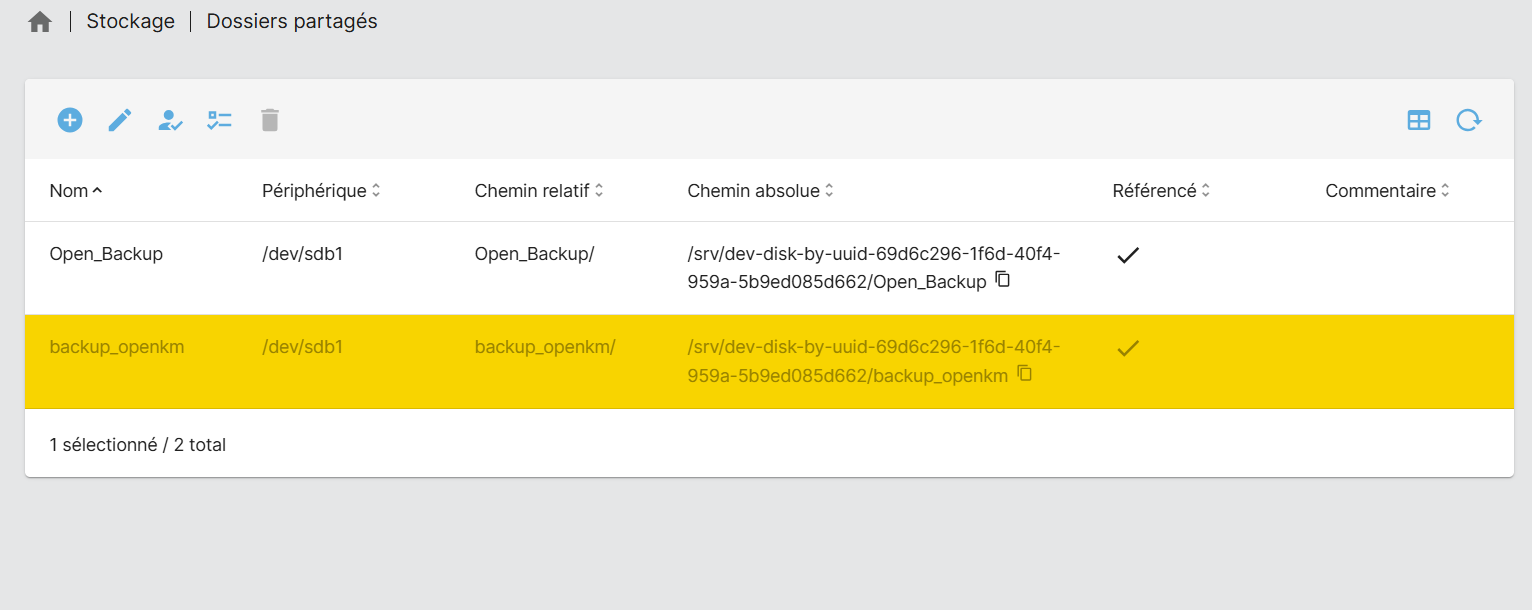 Stockage | Dossiers partagés
Nom Périphérique Chemin relatif Chemin absolue Référencé Commentaire
Open_Backup /dev/sdb1 Open_Backup/ /srv/dev-disk-by-uuid-69d6c296-1f6d-40f4-
959a-5b9ed085d662/Open_Backup
backup_openkm /dev/sdb1 backup_openkm/ /srv/dev-disk-by-uuid-69d6c296-1f6d-40f4-
959a-5b9ed085d662/backup_openkm
1 sélectionné / 2 total